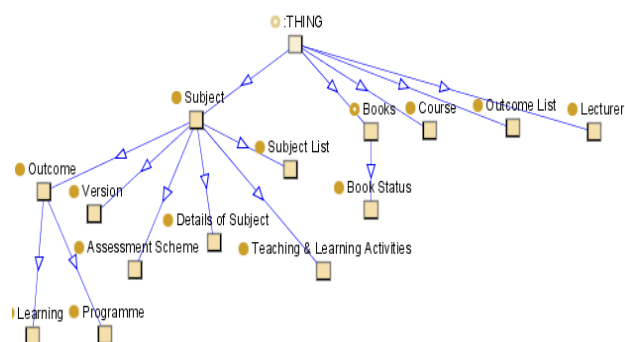 :THING
Subject
Books
Course
Outcome List
Lecturer
Subject List
Outcome
Version
Book Status
Details of Subject
Assessment Scheme
Teaching & Learning Activities
Learning
Programme